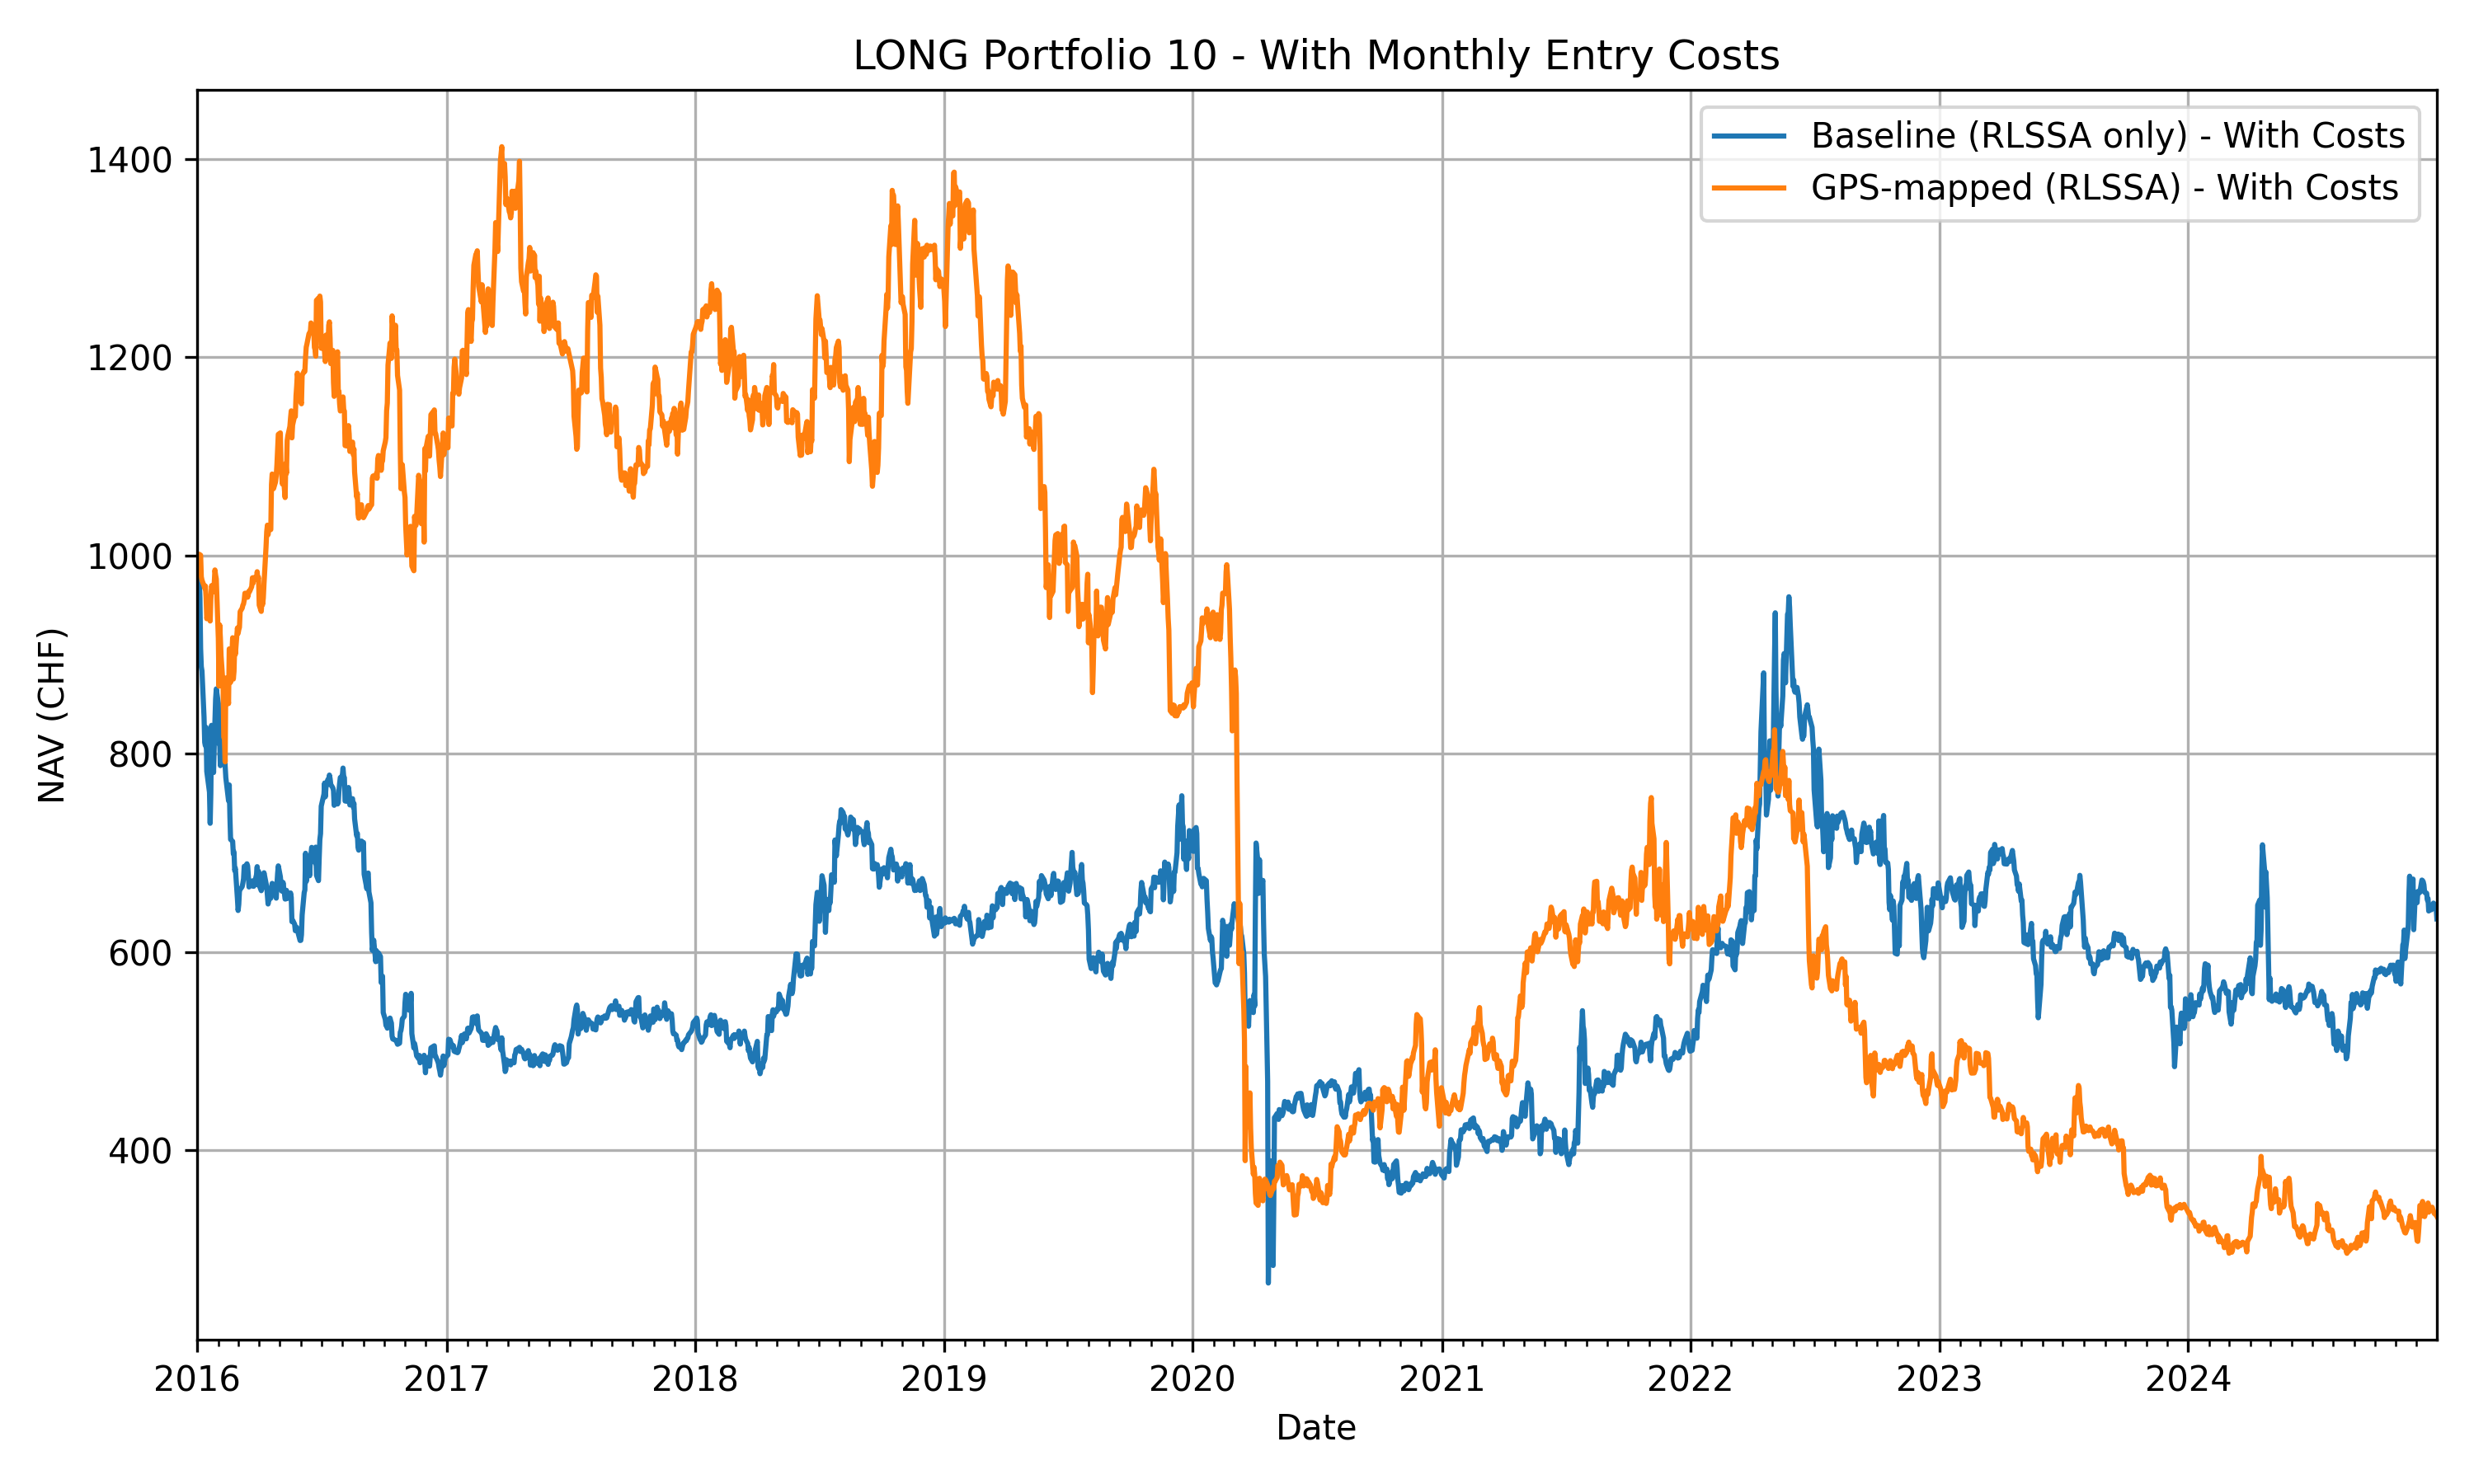 LONG Portfolio 10 - With Monthly Entry Costs
Baseline (RLSSA only) - With Costs
GPS-mapped (RLSSA) - With Costs
1400
1200
1000
800
600
400
NAV (CHF)
2016 2017 2018 2019 2020 2021 2022 2023 2024
Date